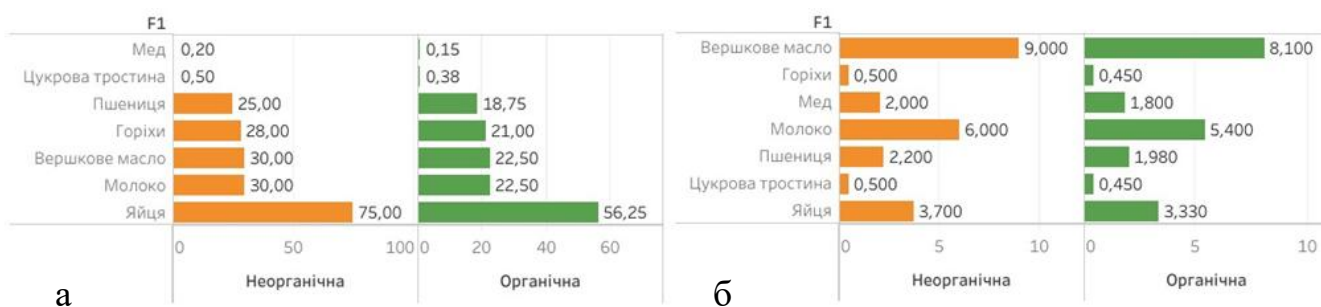 F1
Мед 0,20 0,15
Цукрова тростина 0,50 0,38
Пшениця 25,00 18,75
Горіхи 28,00 21,00
Вершкове масло 30,00 22,50
Молоко 30,00 22,50
Яйця 75,00 56,25
0 50 100 0 20 40 60
Неорганічна Органічна
а
F1
Вершкове масло 9,000 8,100
Горіхи 0,500 0,450
Мед 2,000 1,800
Молоко 6,000 5,400
Пшениця 2,200 1,980
Цукрова тростина 0,500 0,450
Яйця 3,700 3,330
0 5 10 0 5 10
Неорганічна Органічна
б